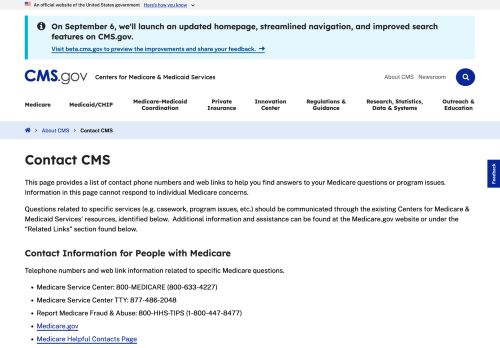 An official website of the United States government Here's how you know
On September 6, we'll launch an updated homepage, streamlined navigation, and improved search
features on CMS.gov.
Visit beta.cms.gov to preview the improvements and share your feedback.
CMS.gov Centers for Medicare & Medicaid Services
About CMS Newsroom
Medicare
Medicaid/CHIP
Medicare-Medicaid
Coordination
Private
Insurance
Innovation
Center
Regulations &
Guidance
Research, Statistics,
Data & Systems
Outreach &
Education
About CMS Contact CMS
Feedback
Contact CMS
This page provides a list of contact phone numbers and web links to help you find answers to your Medicare questions or program issues.
Information in this page cannot respond to individual Medicare concerns.
Questions related to specific services (e.g. casework, program issues, etc.) should be communicated through the existing Centers for Medicare &
Medicaid Services' resources, identified below. Additional information and assistance can be found at the Medicare.gov website or under the
"Related Links" section found below.
Contact Information for People with Medicare
Telephone numbers and web link information related to specific Medicare questions.
Medicare Service Center: 800-MEDICARE (800-633-4227)
Medicare Service Center TTY: 877-486-2048
Report Medicare Fraud & Abuse: 800-HHS-TIPS (1-800-447-8477)
Medicare.gov
Medicare Helpful Contacts Page